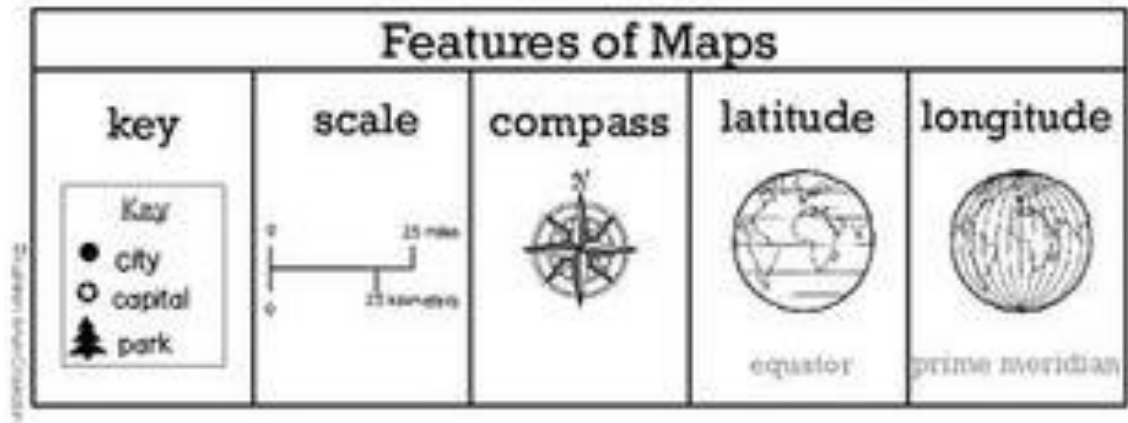 Features of Maps
key
Key
city
capital
park
scale
0
25 miles
0
25 kilometers
compass
N
latitude
equator
longitude
prime meridian